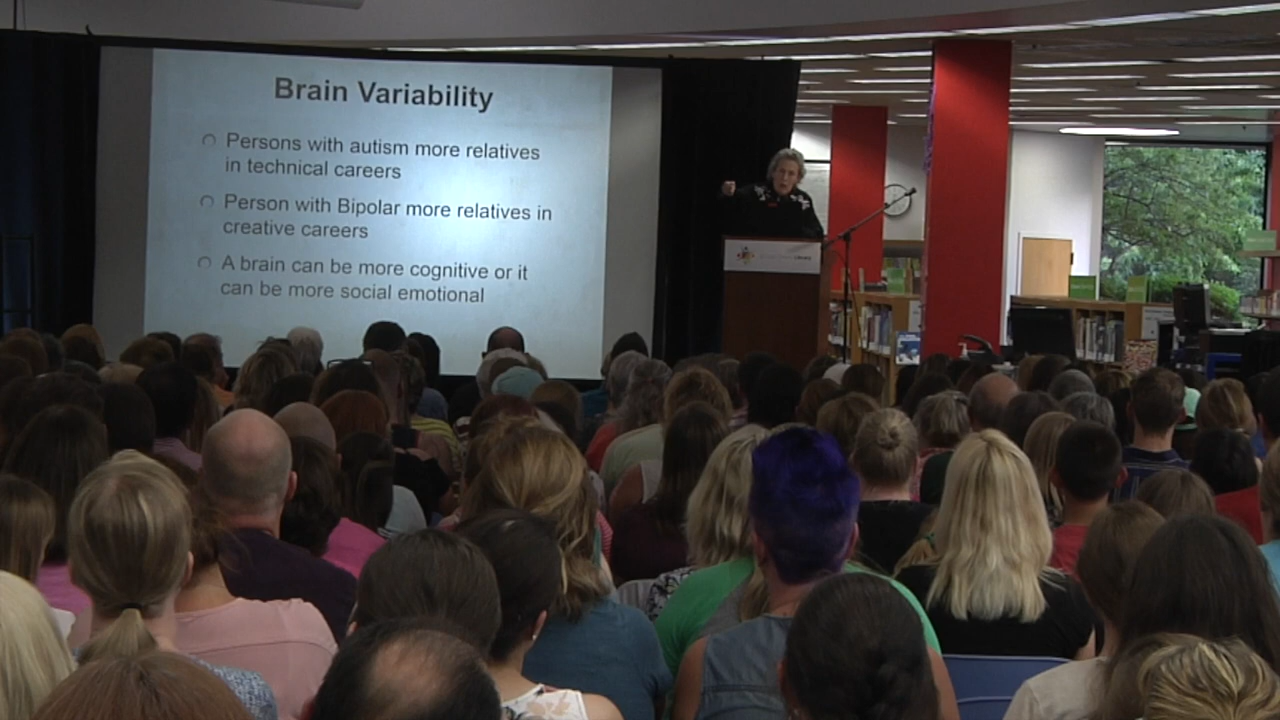 Brain Variability
Persons with autism more relatives
in technical careers
Person with Bipolar more relatives in
creative careers
A brain can be more cognitive or it
can be more social emotional